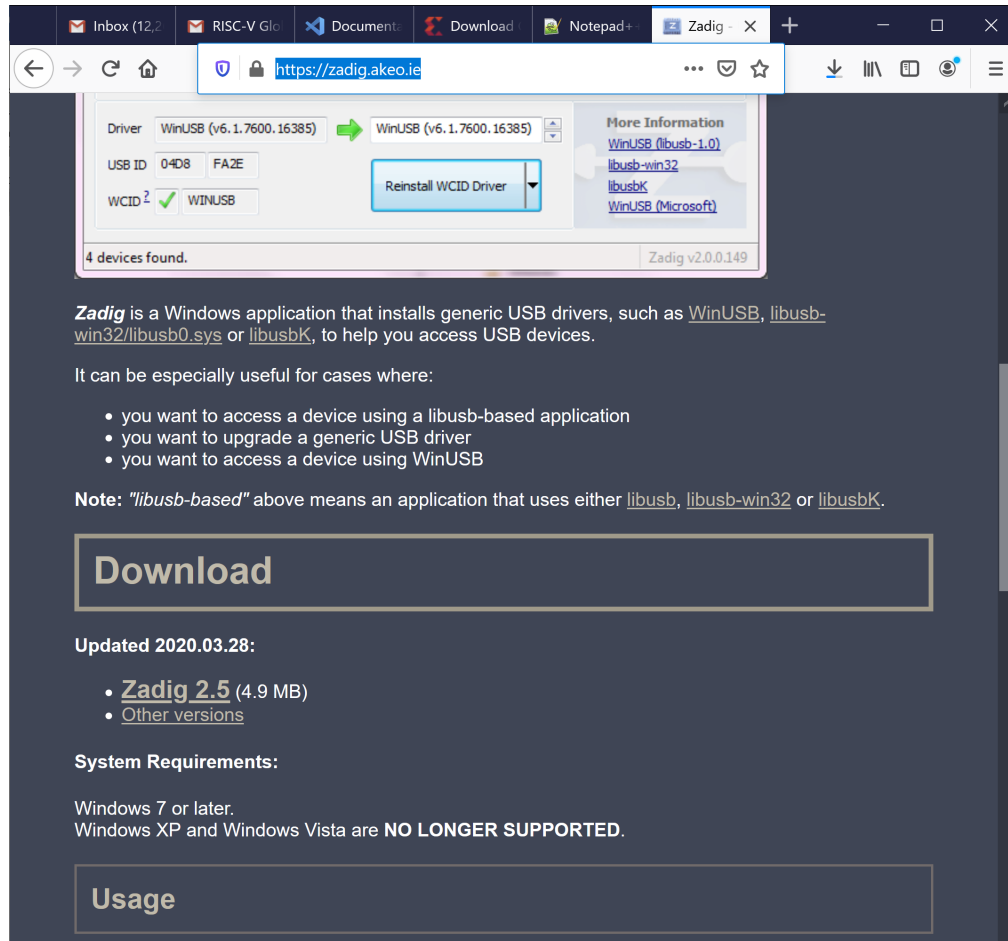 Inbox (12,2
RISC-V Glo
Documenta
Download
Notepad++
Zadig -
https://zadig.akeo.ie
Driver WinUSB (v6.1.7600.16385) WinUSB (v6.1.7600.16385)
USB ID 04D8 FA2E
WCID ? WINUSB
Reinstall WCID Driver
More Information
WinUSB (libusb-1.0)
libusb-win32
libusbK
WinUSB (Microsoft)
4 devices found. Zadig v2.0.0.149
Zadig is a Windows application that installs generic USB drivers, such as WinUSB, libusb-
win32/libusb0.sys or libusbK, to help you access USB devices.
It can be especially useful for cases where:
• you want to access a device using a libusb-based application
• you want to upgrade a generic USB driver
• you want to access a device using WinUSB
Note: "libusb-based" above means an application that uses either libusb, libusb-win32 or libusbK.
Download
Updated 2020.03.28:
• Zadig 2.5 (4.9 MB)
• Other versions
System Requirements:
Windows 7 or later.
Windows XP and Windows Vista are NO LONGER SUPPORTED.
Usage